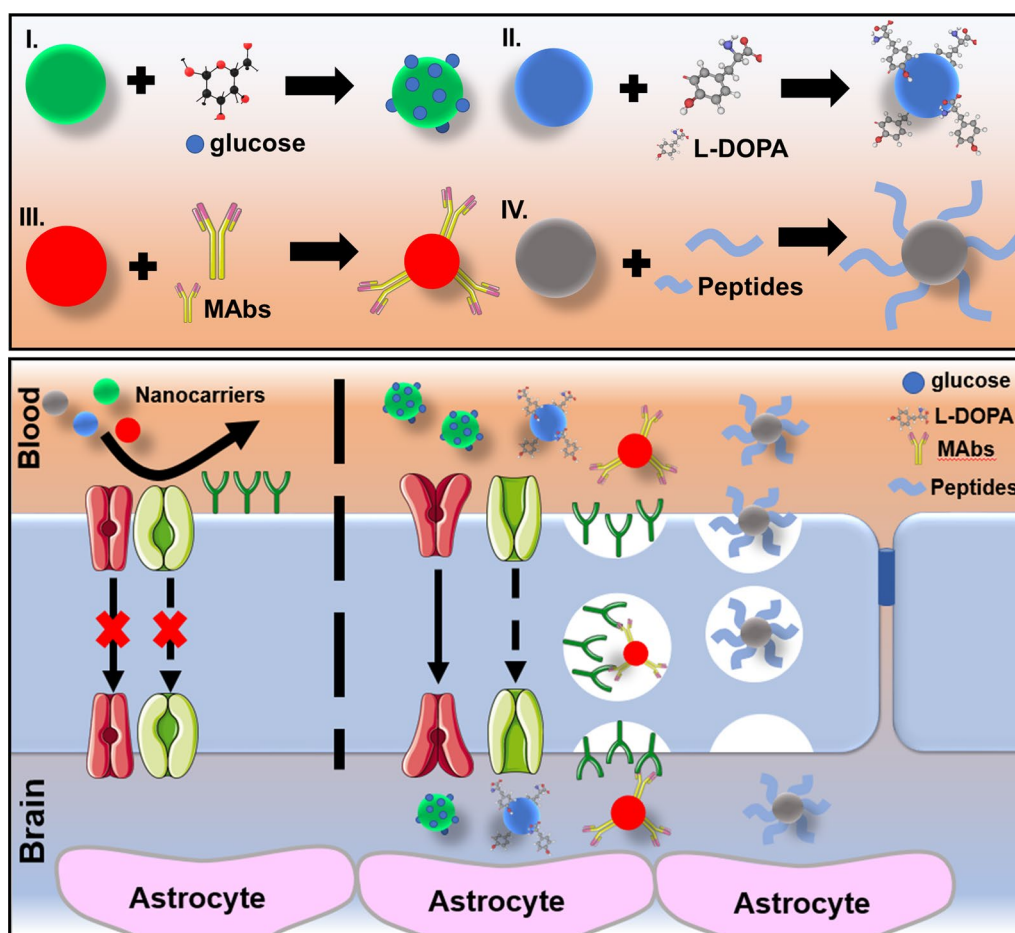 I.
glucose
II.
L-DOPA
III.
MAbs
IV.
Peptides
Blood
Nanocarriers
glucose
L-DOPA
MAbs
Peptides
Brain
Astrocyte
Astrocyte
Astrocyte